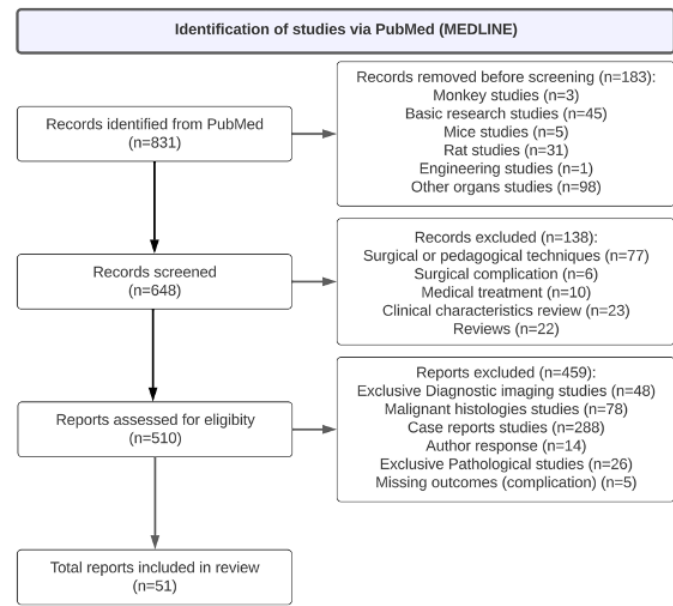 Identification of studies via PubMed (MEDLINE)
Records identified from PubMed
(n=831)
Records removed before screening (n=183):
Monkey studies (n=3)
Basic research studies (n=45)
Mice studies (n=5)
Rat studies (n=31)
Engineering studies (n=1)
Other organs studies (n=98)
Records screened
(n=648)
Records excluded (n=138):
Surgical or pedagogical techniques (n=77)
Surgical complication (n=6)
Medical treatment (n=10)
Clinical characteristics review (n=23)
Reviews (n=22)
Reports assessed for eligibity
(n=510)
Reports excluded (n=459):
Exclusive Diagnostic imaging studies (n=48)
Malignant histologies studies (n=78)
Case reports studies (n=288)
Author response (n=14)
Exclusive Pathological studies (n=26)
Missing outcomes (complication) (n=5)
Total reports included in review
(n=51)